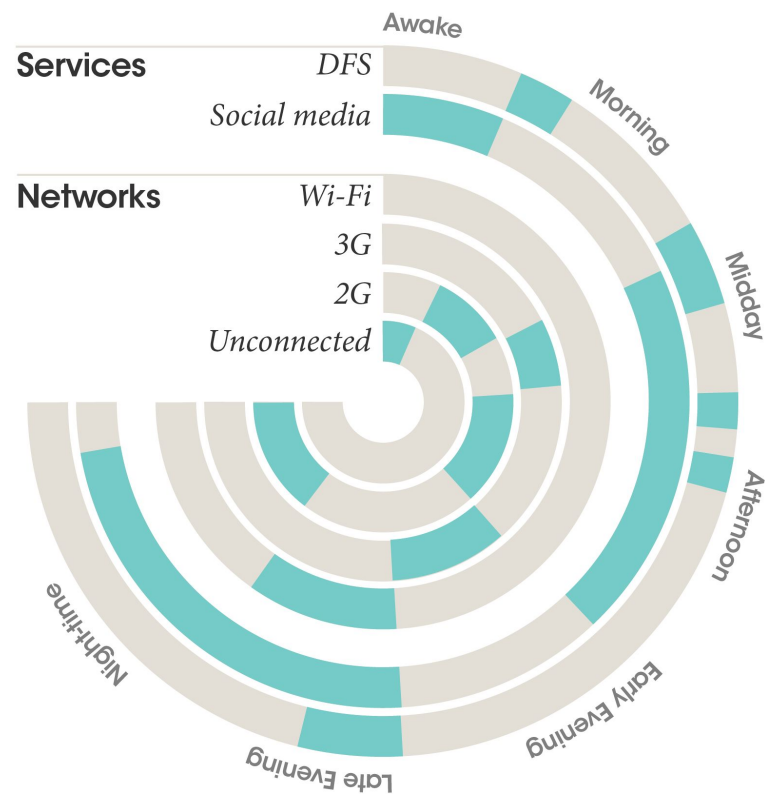 Awake
Services
DFS
Social media
Morning
Networks
Wi-Fi
3G
2G
Unconnected
Midday
Afternoon
Early Evening
Late Evening
Night-time